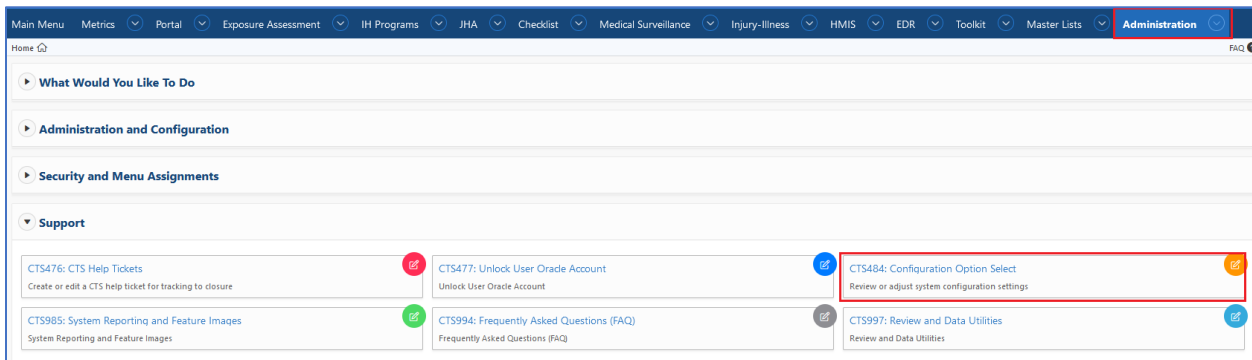 Main Menu Metrics Portal Exposure Assessment IH Programs JHA Checklist Medical Surveillance Injury-Illness HMIS EDR Toolkit Master Lists Administration
Home FAQ
What Would You Like To Do
Administration and Configuration
Security and Menu Assignments
Support
CTS476: CTS Help Tickets
Create or edit a CTS help ticket for tracking to closure
CTS477: Unlock User Oracle Account
Unlock User Oracle Account
CTS484: Configuration Option Select
Review or adjust system configuration settings
CTS985: System Reporting and Feature Images
System Reporting and Feature Images
CTS994: Frequently Asked Questions (FAQ)
Frequently Asked Questions (FAQ)
CTS997: Review and Data Utilities
Review and Data Utilities